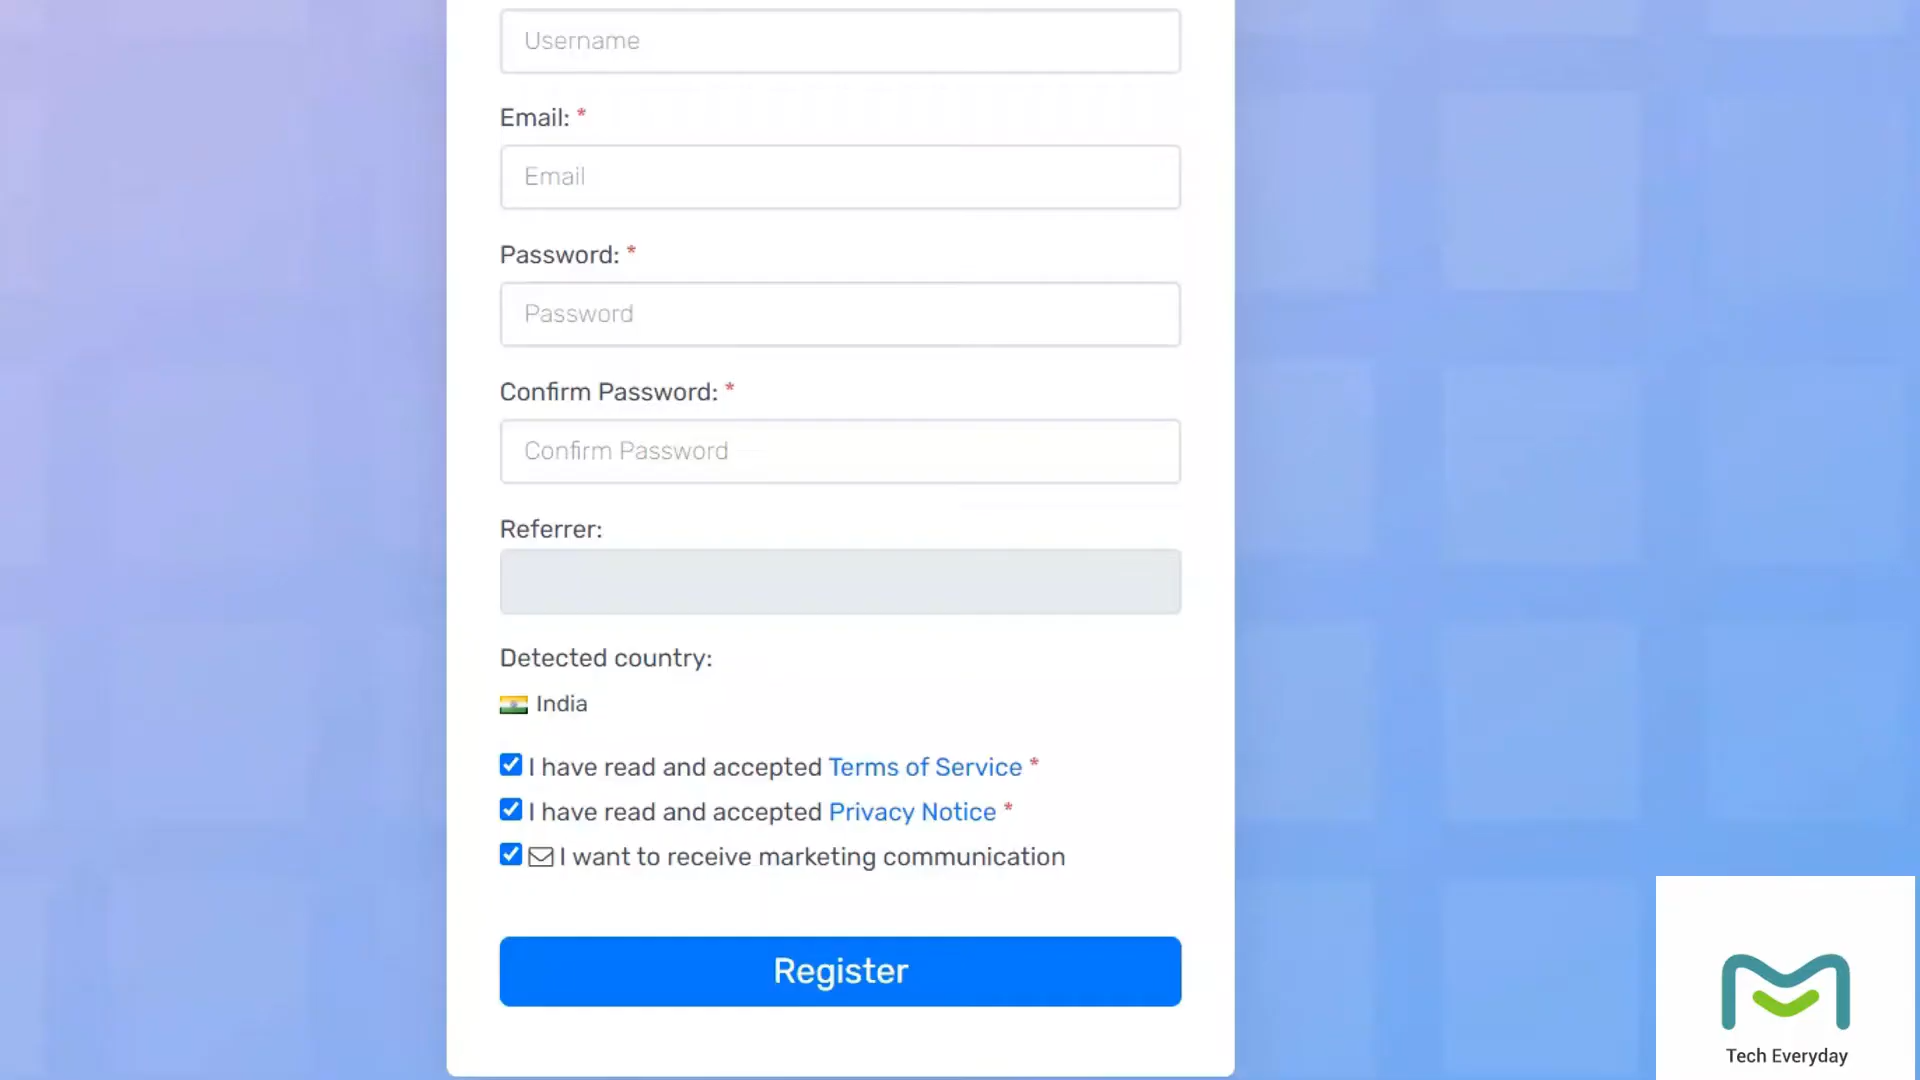 Username
Email: *
Email
Password: *
Password
Confirm Password: *
Confirm Password
Referrer:
Detected country:
India
I have read and accepted Terms of Service *
I have read and accepted Privacy Notice *
I want to receive marketing communication
Register
Tech Everyday